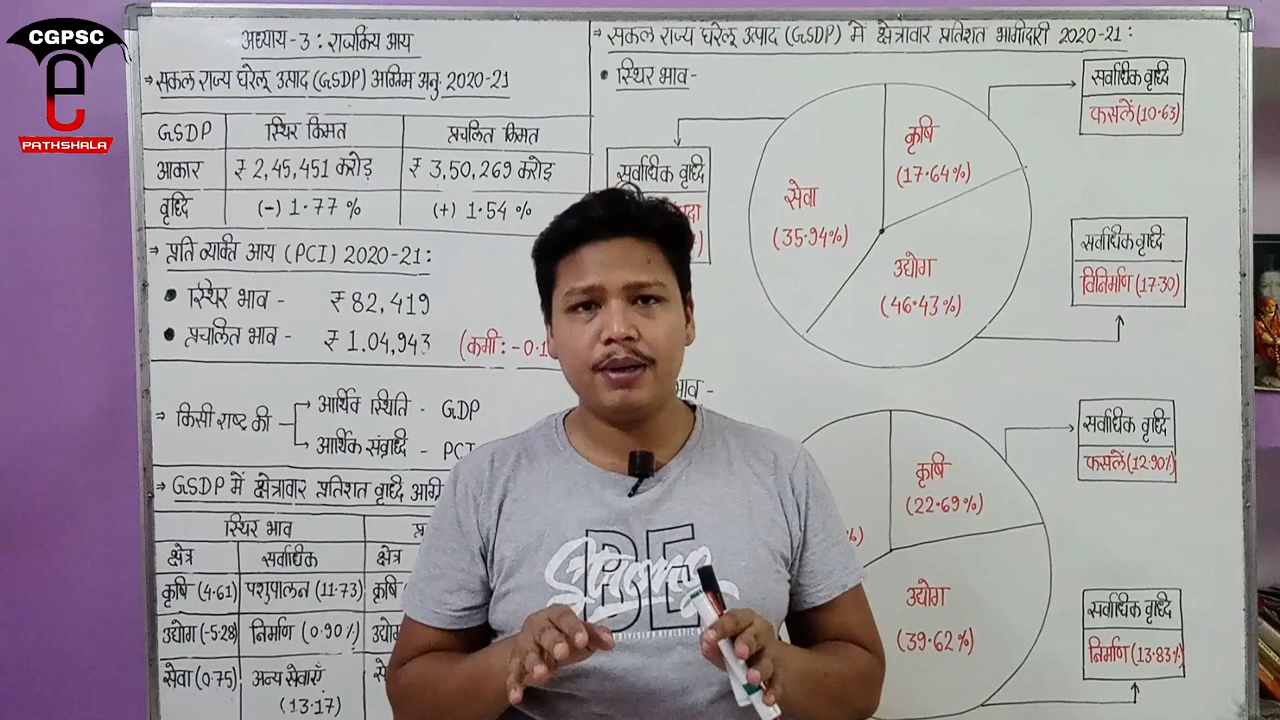 CGPSC
e
PATHSHALA
अध्याय-3 : राजकिय आय
→ सकल राज्य घरेलू उत्पाद (GSDP) अग्रिम अनु. 2020-21
GSDP स्थिर किमत प्रचलित किमत
आकार ₹ 2,45,451 करोड़ ₹ 3,50,269 करोड़
वृध्दि (-) 1.77 % (+) 1.54 %
→ प्रति व्यक्ति आय (PCI) 2020-21:
• स्थिर भाव - ₹ 82,419
• प्रचलित भाव - ₹ 1.04,943 (कमी : -0.1
→ किसी राष्ट्र की
→ आर्थिक स्थिति - GDP
→ आर्थिक संवृध्दि - PCI
→ GSDP में क्षेत्रावार प्रतिशत वृध्दि
स्थिर भाव
क्षेत्र सर्वाधिक क्षेत्र
कृषि (4.61) पशुपालन (11.73) कृषि
उद्योग (-5.28) निर्माण (0.90%)
सेवा (0.75) अन्य सेवाएँ
(13.17)
→ सकल राज्य घरेलू उत्पाद (GSDP) में क्षेत्रावार प्रतिशत भागीदारी 2020-21 :
• स्थिर भाव -
सर्वाधिक वृध्दि
कृषि
(17.64%)
सेवा
(35.94%)
उद्योग
(46.43%)
सर्वाधिक वृध्दि
फसलें (10.63)
सर्वाधिक वृध्दि
विनिर्माण (17.30)
भाव -
कृषि
(22.69%)
%)
उद्योग
(39.62%)
सर्वाधिक वृध्दि
फसलें (12.90%)
सर्वाधिक वृध्दि
निर्माण (13.83%)